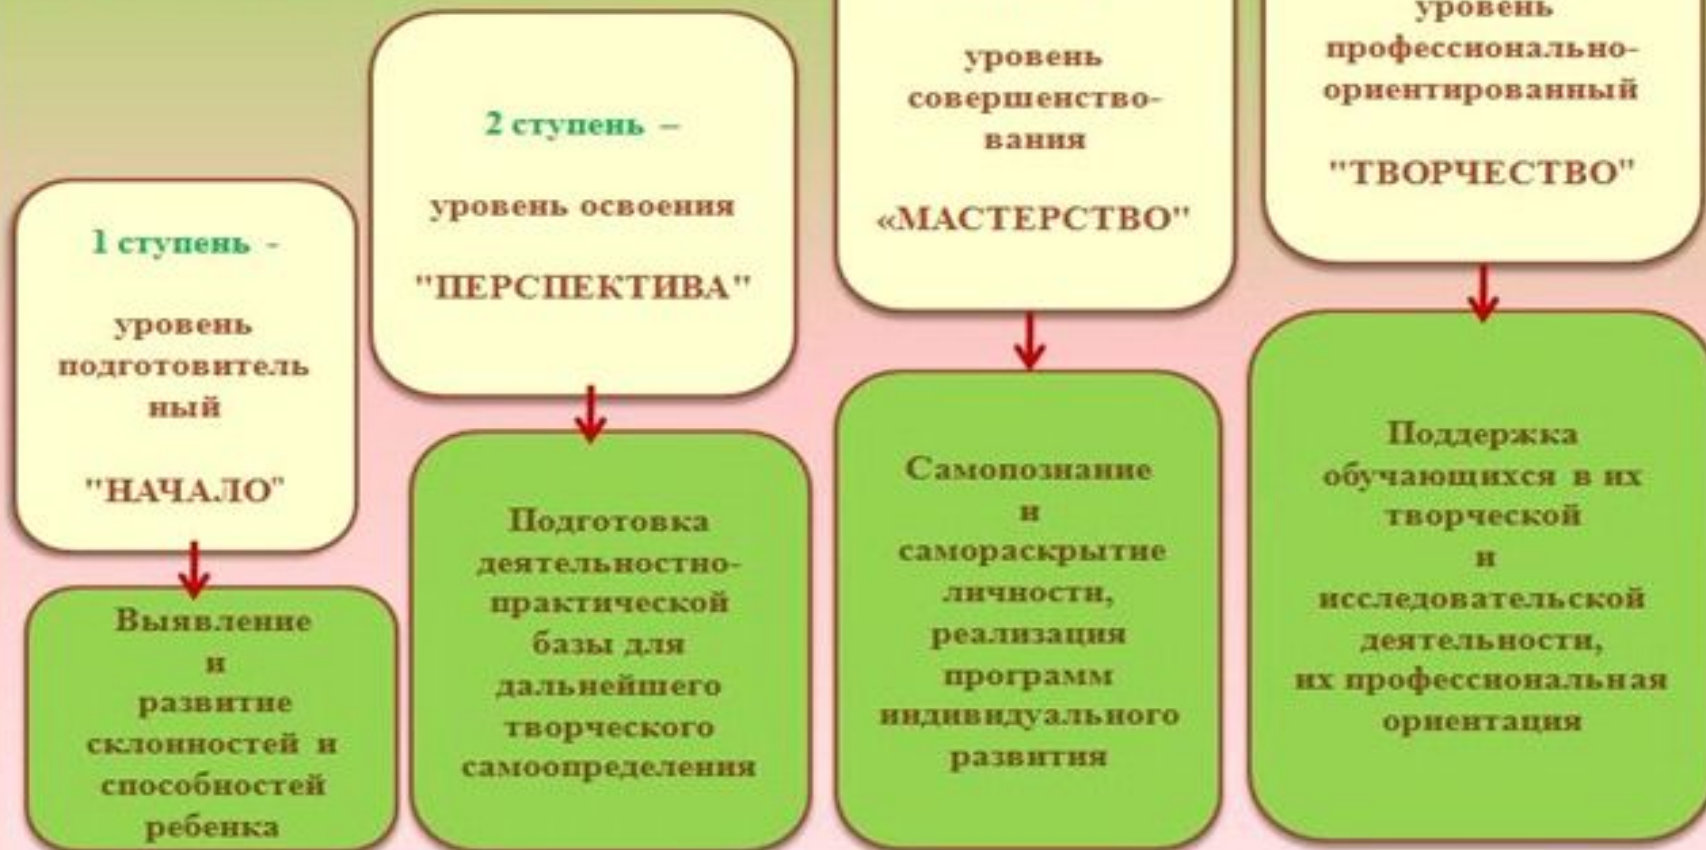 1 ступень -
уровень
подготовитель
ный
"НАЧАЛО"
Выявление
и
развитие
склонностей и
способностей
ребенка
2 ступень –
уровень освоения
"ПЕРСПЕКТИВА"
Подготовка
деятельностно-
практической
базы для
дальнейшего
творческого
самоопределения
уровень
совершенство-
вания
«МАСТЕРСТВО"
Самопознание
и
самораскрытие
личности,
реализация
программ
индивидуального
развития
уровень
профессионально-
ориентированный
"ТВОРЧЕСТВО"
Поддержка
обучающихся в их
творческой
и
исследовательской
деятельности,
их профессиональная
ориентация